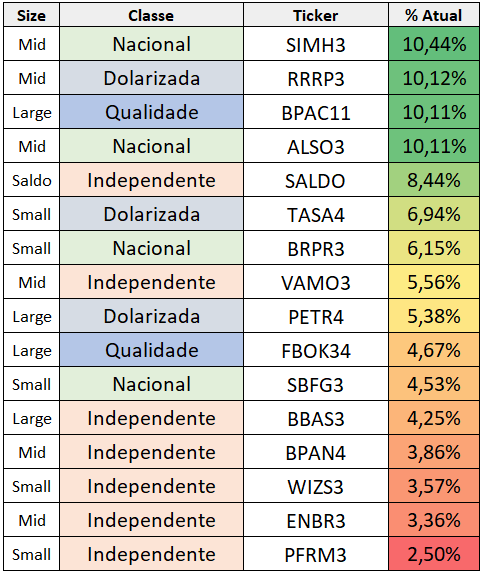 Size Classe Ticker % Atual
Mid Nacional SIMH3 10,44%
Mid Dolarizada RRRP3 10,12%
Large Qualidade BPAC11 10,11%
Mid Nacional ALSO3 10,11%
Saldo Independente SALDO 8,44%
Small Dolarizada TASA4 6,94%
Small Nacional BRPR3 6,15%
Mid Independente VAMO3 5,56%
Large Dolarizada PETR4 5,38%
Large Qualidade FBOK34 4,67%
Small Nacional SBFG3 4,53%
Large Independente BBAS3 4,25%
Mid Independente BPAN4 3,86%
Small Independente WIZS3 3,57%
Mid Independente ENBR3 3,36%
Small Independente PFRM3 2,50%